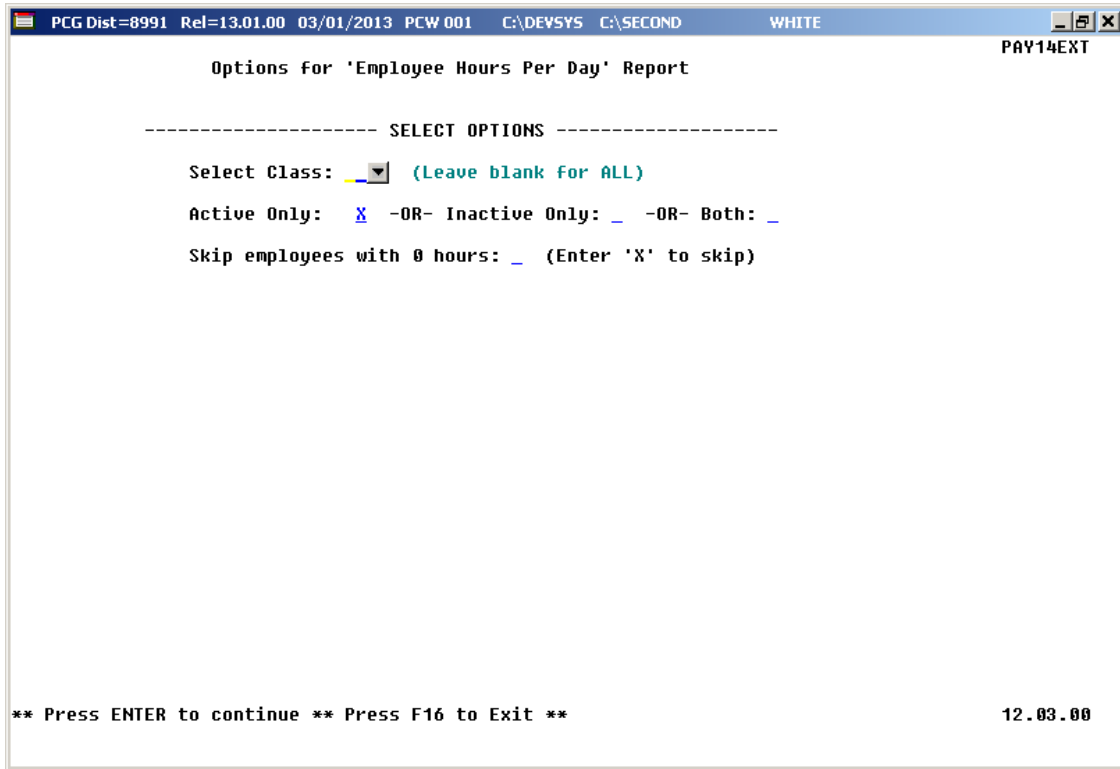 PCG Dist=8991 Rel=13.01.00 03/01/2013 PCW 001 C:\DEVSYS C:\SECOND WHITE
PAY14EXT
Options for 'Employee Hours Per Day' Report
--------------------- SELECT OPTIONS --------------------
Select Class: _ _ (Leave blank for ALL)
Active Only: X -OR- Inactive Only: _ -OR- Both: _
Skip employees with 0 hours: _ (Enter 'X' to skip)
** Press ENTER to continue ** Press F16 to Exit ** 12.03.00